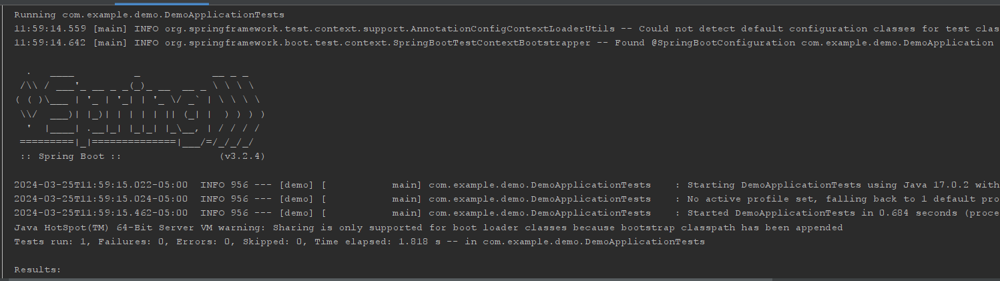 Running com.example.demo.DemoApplicationTests
11:59:14.559 [main] INFO org.springframework.test.context.support.AnnotationConfigContextLoaderUtils -- Could not detect default configuration classes for test clas
11:59:14.642 [main] INFO org.springframework.boot.test.context.SpringBootTestContextBootstrapper -- Found @SpringBootConfiguration com.example.demo.DemoApplication
  .   ____          _            __ _ _
 /\\ / ___'_ __ _ _(_)_ __  __ _ \ \ \ \
( ( )\___ | '_ | '_| | '_ \/ _` | \ \ \ \
 \\/  ___)| |_)| | | | | || (_| |  ) ) ) )
  '  |____| .__|_| |_|_| |_\__, | / / / /
 =========|_|==============|___/=/_/_/_/
 :: Spring Boot ::                (v3.2.4)
2024-03-25T11:59:15.022-05:00  INFO 956 --- [demo] [           main] com.example.demo.DemoApplicationTests    : Starting DemoApplicationTests using Java 17.0.2 with
2024-03-25T11:59:15.024-05:00  INFO 956 --- [demo] [           main] com.example.demo.DemoApplicationTests    : No active profile set, falling back to 1 default pro
2024-03-25T11:59:15.462-05:00  INFO 956 --- [demo] [           main] com.example.demo.DemoApplicationTests    : Started DemoApplicationTests in 0.684 seconds (proce
Java HotSpot(TM) 64-Bit Server VM warning: Sharing is only supported for boot loader classes because bootstrap classpath has been appended
Tests run: 1, Failures: 0, Errors: 0, Skipped: 0, Time elapsed: 1.818 s -- in com.example.demo.DemoApplicationTests
Results: